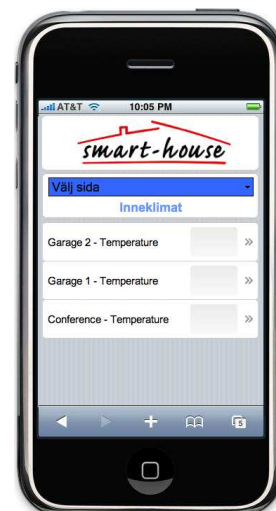 AT&T 10:05 PM
smart-house
Välj sida
Inneklimat
Garage 2 - Temperature »
Garage 1 - Temperature »
Conference - Temperature »
5